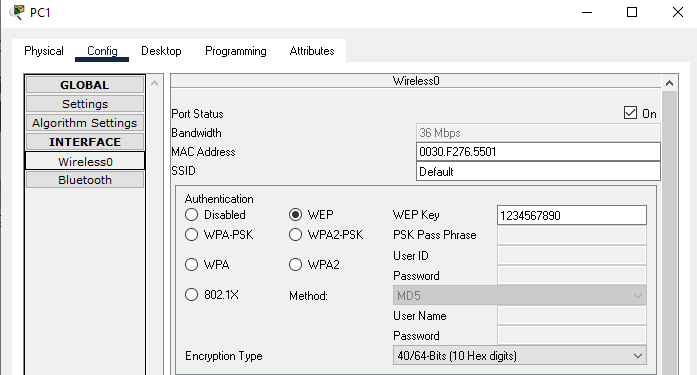 PC1
Physical Config Desktop Programming Attributes
GLOBAL
Settings
Algorithm Settings
INTERFACE
Wireless0
Bluetooth
Wireless0
Port Status On
Bandwidth 36 Mbps
MAC Address 0030.F276.5501
SSID Default
Authentication
Disabled WEP WEP Key 1234567890
WPA-PSK WPA2-PSK PSK Pass Phrase
User ID
WPA WPA2 Password
802.1X Method: MD5
User Name
Password
Encryption Type 40/64-Bits (10 Hex digits)